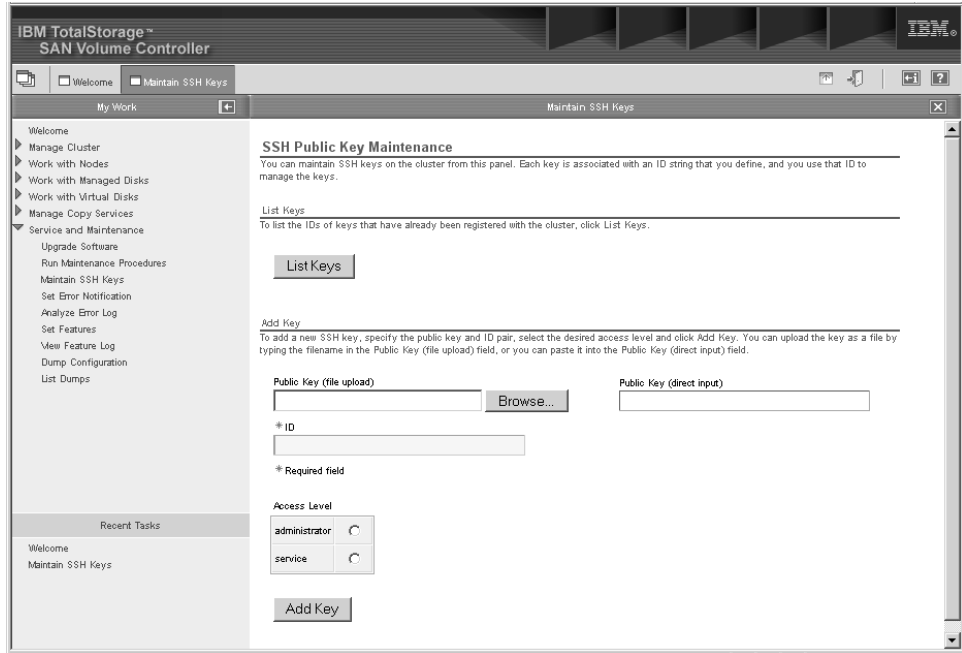 IBM TotalStorage™
SAN Volume Controller
IBM®
Welcome
Maintain SSH Keys
My Work
Maintain SSH Keys
Welcome
Manage Cluster
Work with Nodes
Work with Managed Disks
Work with Virtual Disks
Manage Copy Services
Service and Maintenance
Upgrade Software
Run Maintenance Procedures
Maintain SSH Keys
Set Error Notification
Analyze Error Log
Set Features
View Feature Log
Dump Configuration
List Dumps
Recent Tasks
Welcome
Maintain SSH Keys
SSH Public Key Maintenance
You can maintain SSH keys on the cluster from this panel. Each key is associated with an ID string that you define, and you use that ID to
manage the keys.
List Keys
To list the IDs of keys that have already been registered with the cluster, click List Keys.
List Keys
Add Key
To add a new SSH key, specify the public key and ID pair, select the desired access level and click Add Key. You can upload the key as a file by
typing the filename in the Public Key (file upload) field, or you can paste it into the Public Key (direct input) field.
Public Key (file upload)
Browse...
Public Key (direct input)
* ID
* Required field
Access Level
administrator
service
Add Key